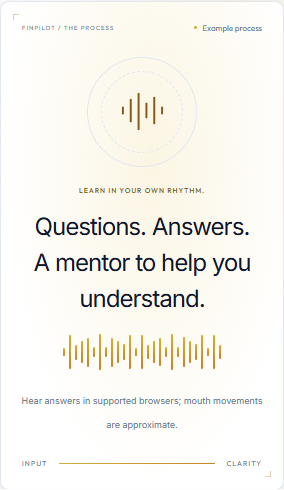 FINPILOT / THE PROCESS
Example process
LEARN IN YOUR OWN RHYTHM.
Questions. Answers.
A mentor to help you
understand.
Hear answers in supported browsers; mouth movements
are approximate.
INPUT
CLARITY